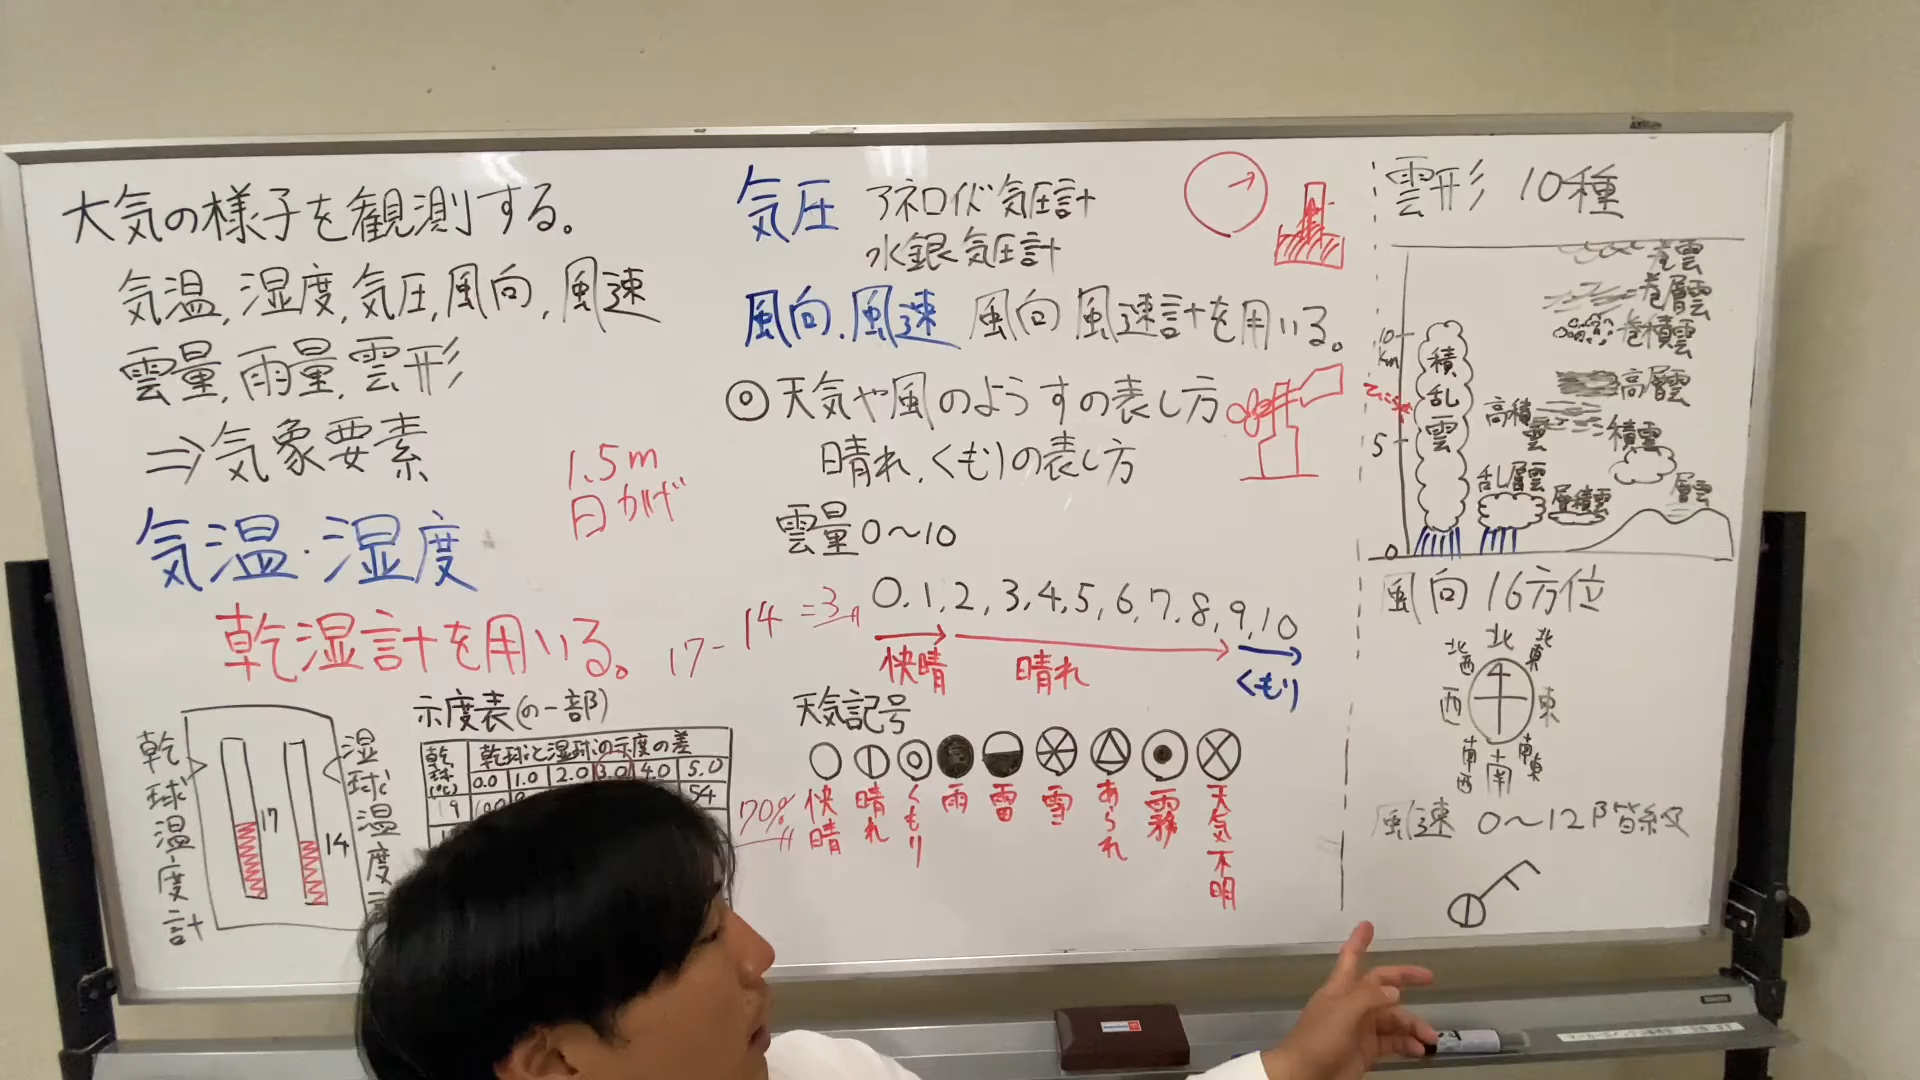 大気の様子を観測する。
気温,湿度,気圧,風向,風速
雲量,雨量,雲形
⇒気象要素
1.5m
日かげ
気温・湿度
乾湿計を用いる。
17-14=3
乾球温度計
17
14
湿球温度
示度表(の一部)
乾球(℃)
乾球と湿球の示度の差
0.0 1.0 2.0 3.0 4.0 5.0
19
54
気圧
アネロイド気圧計
水銀気圧計
風向.風速 風向風速計を用いる。
◎天気や風のようすの表し方
晴れ.くもりの表し方
雲量0～10
0.1,2,3,4,5,6,7.8,9,10
快晴
晴れ
くもり
天気記号
70%
快晴
晴れ
くもり
雨
雷
雪
あられ
霧
天気不明
雲形 10種
巻雲
巻層雲
巻積雲
10
km
積乱雲
高層雲
高積雲
5
積雲
乱層雲
層積雲
層雲
0
風向16方位
北
北西
北東
西
東
南西
南東
南
風速 0～12階級